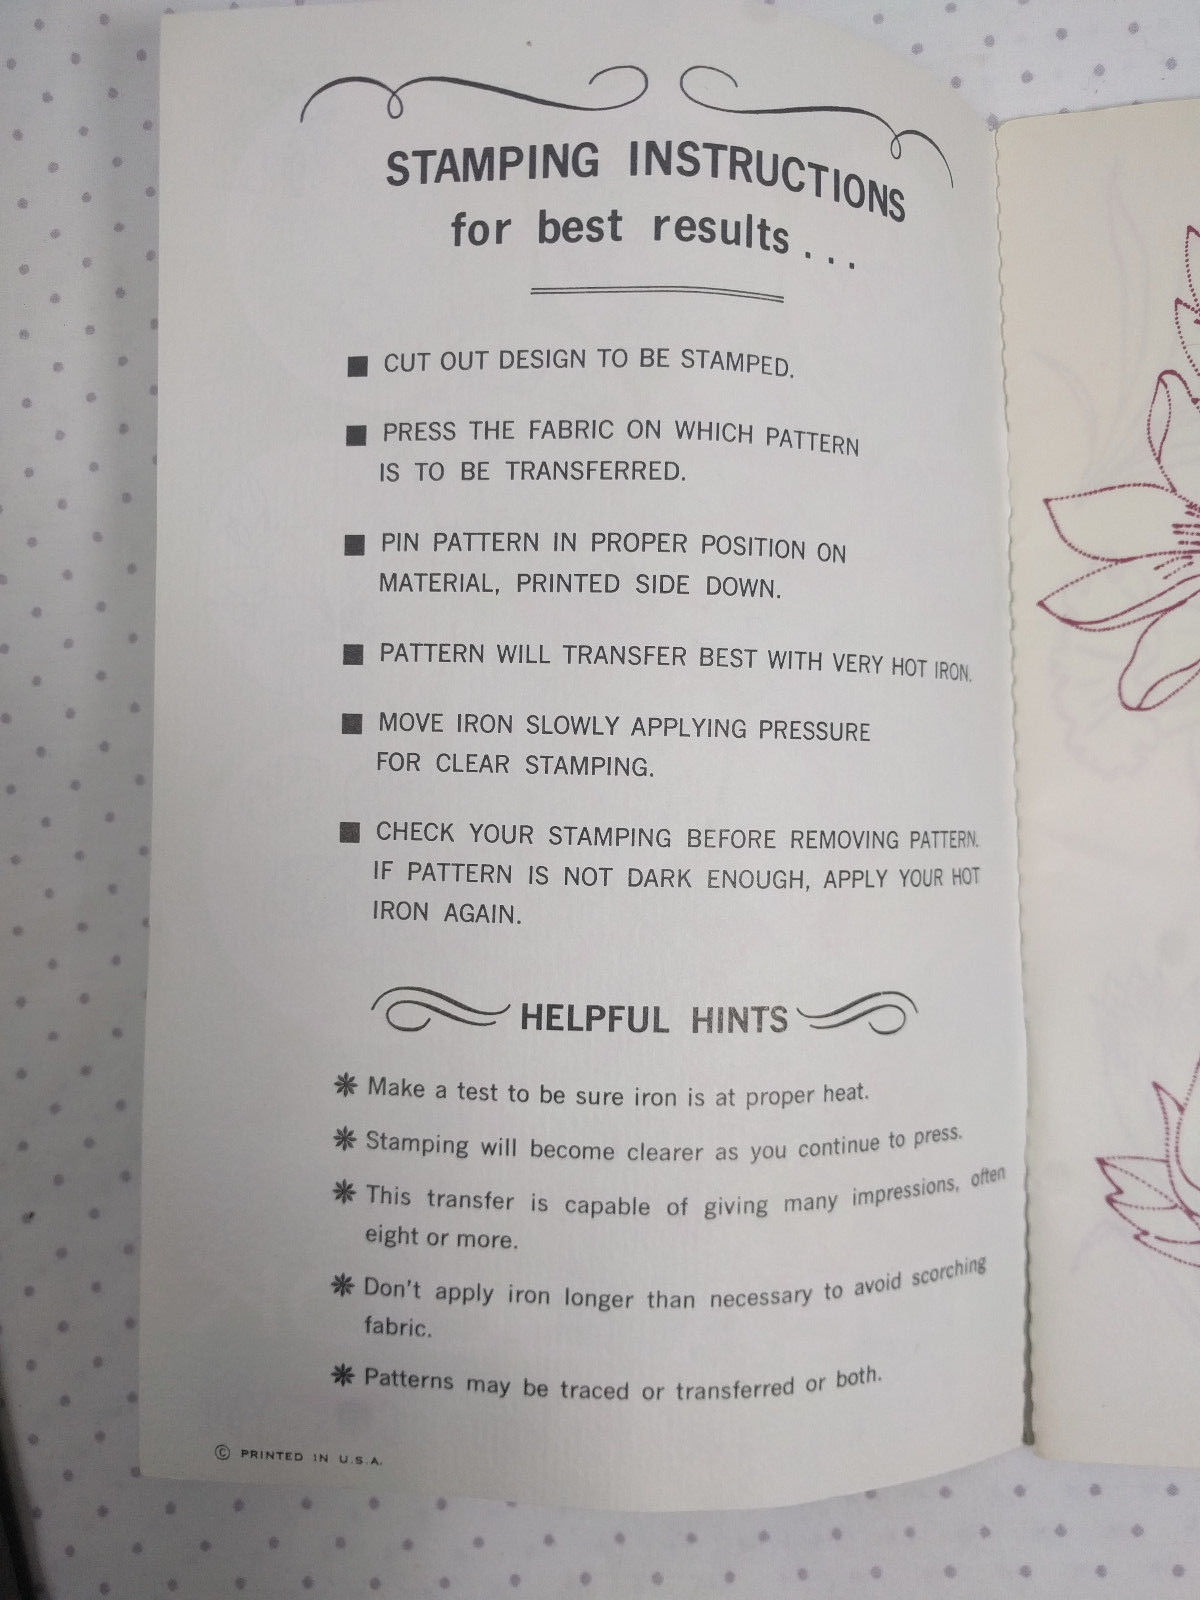 STAMPING INSTRUCTIONS
for best results...
■ CUT OUT DESIGN TO BE STAMPED.
■ PRESS THE FABRIC ON WHICH PATTERN
IS TO BE TRANSFERRED.
■ PIN PATTERN IN PROPER POSITION ON
MATERIAL, PRINTED SIDE DOWN.
■ PATTERN WILL TRANSFER BEST WITH VERY HOT IRON.
■ MOVE IRON SLOWLY APPLYING PRESSURE
FOR CLEAR STAMPING.
■ CHECK YOUR STAMPING BEFORE REMOVING PATTERN.
IF PATTERN IS NOT DARK ENOUGH, APPLY YOUR HOT
IRON AGAIN.
HELPFUL HINTS
✻ Make a test to be sure iron is at proper heat.
✻ Stamping will become clearer as you continue to press.
✻ This transfer is capable of giving many impressions, often
eight or more.
✻ Don't apply iron longer than necessary to avoid scorching
fabric.
✻ Patterns may be traced or transferred or both.
© PRINTED IN U.S.A.